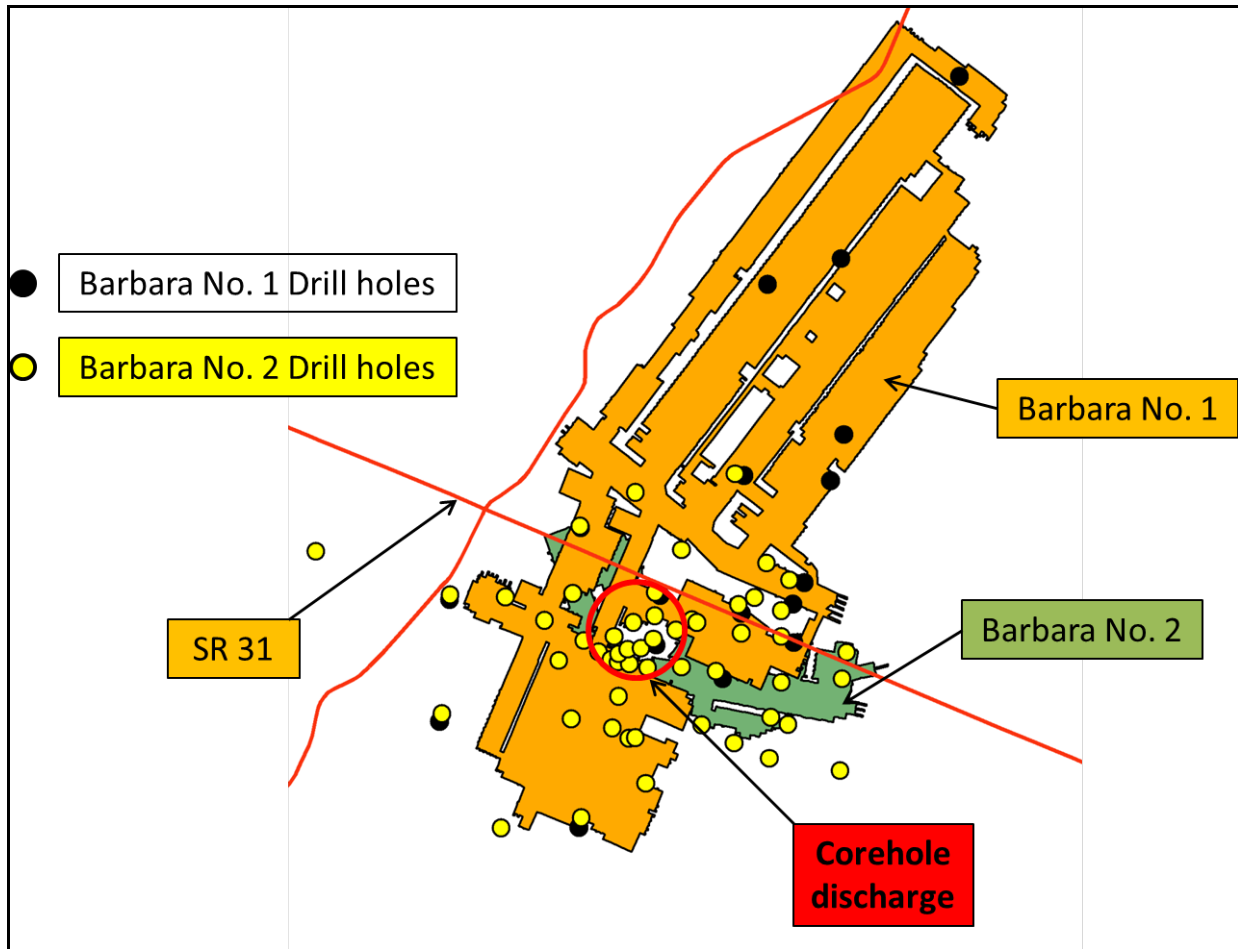 Barbara No. 1 Drill holes
Barbara No. 2 Drill holes
Barbara No. 1
Barbara No. 2
SR 31
Corehole
discharge